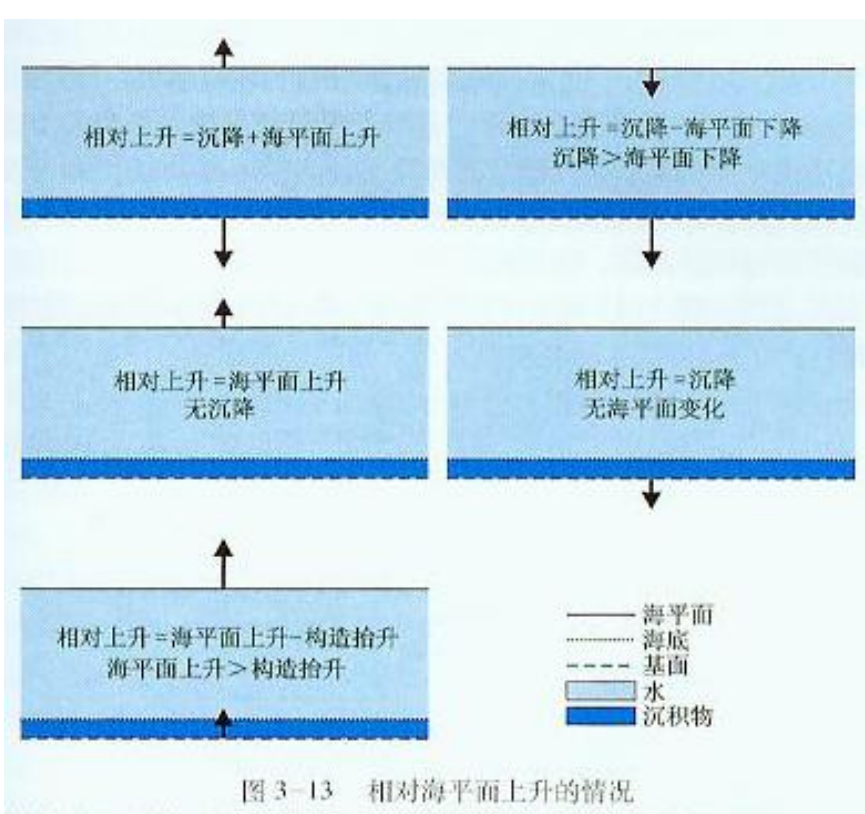 相对上升=沉降+海平面上升
相对上升=沉降-海平面下降
沉降>海平面下降
相对上升=海平面上升
无沉降
相对上升=沉降
无海平面变化
相对上升=海平面上升-构造抬升
海平面上升>构造抬升
海平面
海底
基面
水
沉积物
图 3-13 相对海平面上升的情况